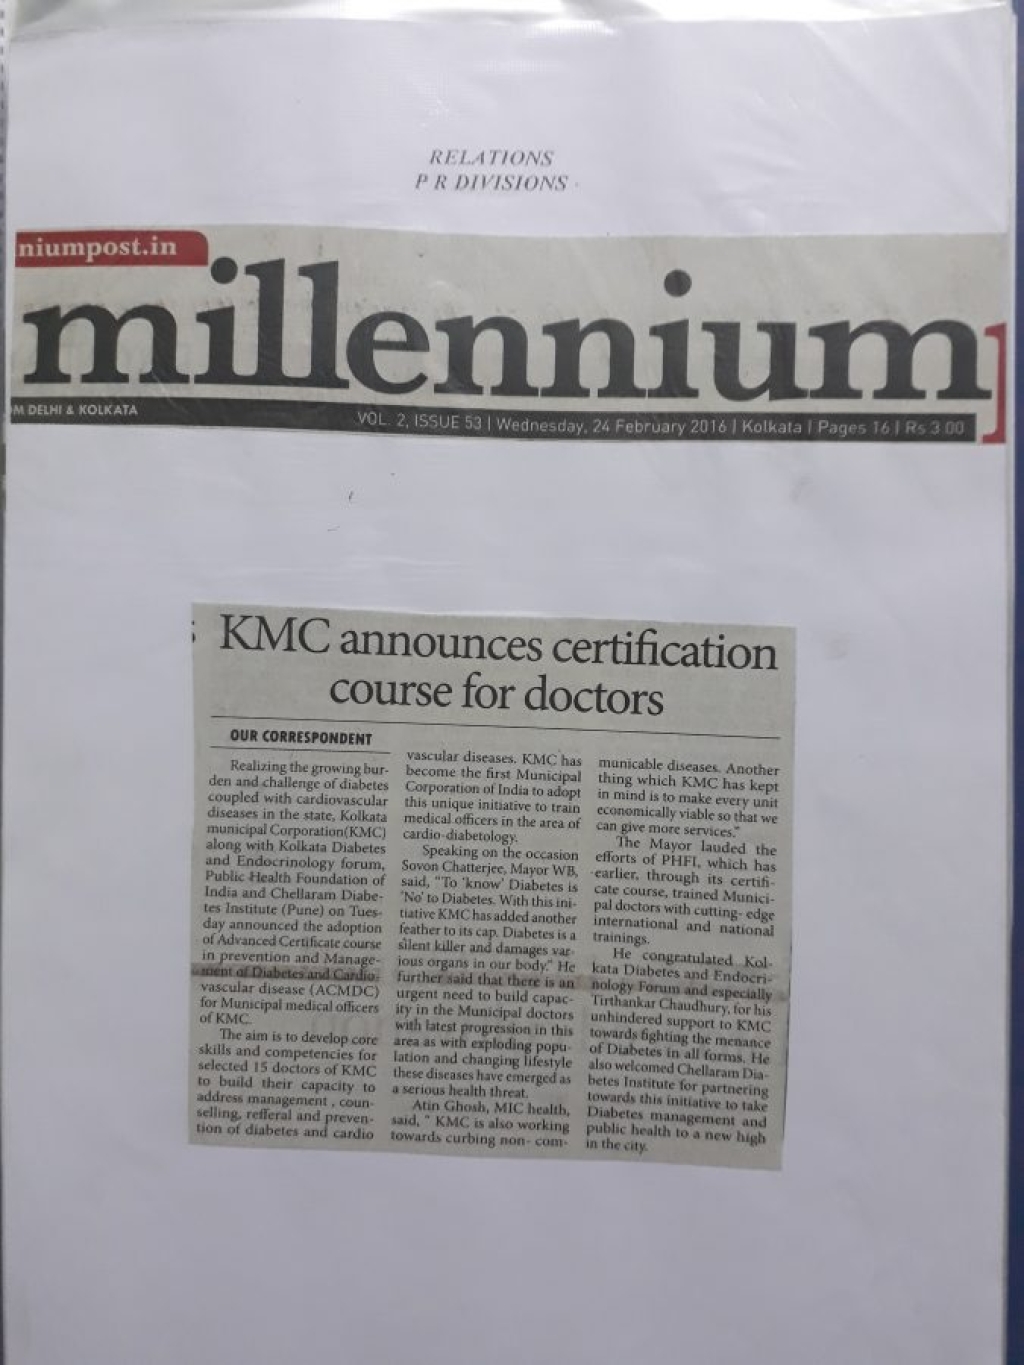 RELATIONS
P R DIVISIONS
niumpost.in
millennium
M DELHI & KOLKATA
VOL. 2, ISSUE 53 | Wednesday, 24 February 2016 | Kolkata | Pages 16 | Rs 3.00
KMC announces certification
course for doctors
OUR CORRESPONDENT
Realizing the growing bur-
den and challenge of diabetes
coupled with cardiovascular
diseases in the state, Kolkata
municipal Corporation(KMC)
along with Kolkata Diabetes
and Endocrinology forum,
Public Health Foundation of
India and Chellaram Diabe-
tes Institute (Pune) on Tues-
day announced the adoption
of Advanced Certificate course
in prevention and Manage-
ment of Diabetes and Cardio-
vascular disease (ACMDC)
for Municipal medical officers
of KMC.
The aim is to develop core
skills and competencies for
selected 15 doctors of KMC
to build their capacity to
address management , coun-
selling, refferal and preven-
tion of diabetes and cardio
vascular diseases. KMC has
become the first Municipal
Corporation of India to adopt
this unique initiative to train
medical officers in the area of
cardio-diabetology.
Speaking on the occasion
Sovon Chatterjee, Mayor WB,
said, "To 'know' Diabetes is
'No' to Diabetes. With this ini-
tiative KMC has added another
feather to its cap. Diabetes is a
silent killer and damages var-
ious organs in our body." He
further said that there is an
urgent need to build capac-
ity in the Municipal doctors
with latest progression in this
area as with exploding popu-
lation and changing lifestyle
these diseases have emerged as
a serious health threat.
Atin Ghosh, MIC health,
said, " KMC is also working
towards curbing non- com-
municable diseases. Another
thing which KMC has kept
in mind is to make every unit
economically viable so that we
can give more services."
The Mayor lauded the
efforts of PHFI, which has
earlier, through its certifi-
cate course, trained Munici-
pal doctors with cutting- edge
international and national
trainings.
He congratulated Kol-
kata Diabetes and Endocri-
nology Forum and especially
Tirthankar Chaudhury, for his
unhindered support to KMC
towards fighting the menance
of Diabetes in all forms. He
also welcomed Chellaram Dia-
betes Institute for partnering
towards this initiative to take
Diabetes management and
public health to a new high
in the city.